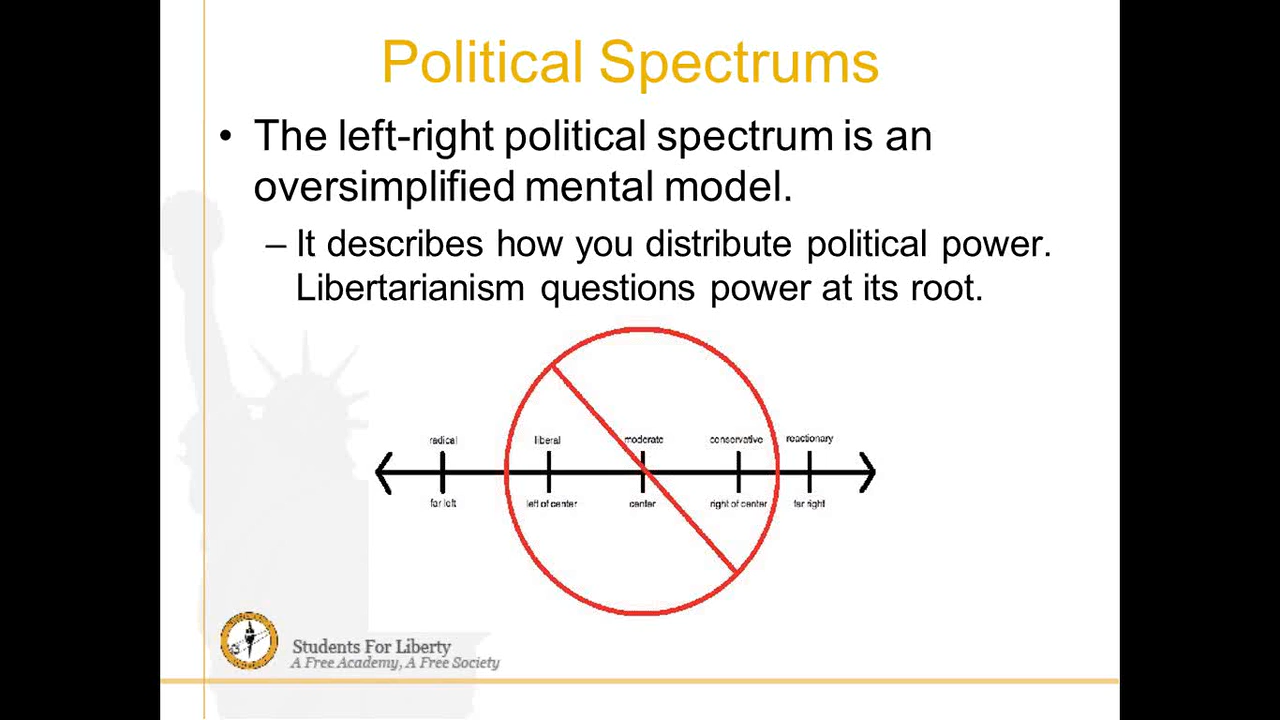 Political Spectrums
• The left-right political spectrum is an
oversimplified mental model.
– It describes how you distribute political power.
Libertarianism questions power at its root.
radical liberal moderate conservative reactionary
far left left of center center right of center far right
Students For Liberty
A Free Academy, A Free Society